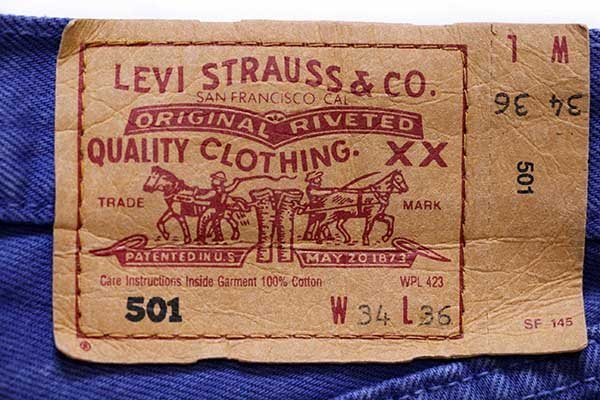 LEVI STRAUSS & CO.
SAN FRANCISCO CAL
ORIGINAL RIVETED
QUALITY CLOTHING. XX
TRADE MARK
PATENTED IN U.S MAY 20 1873
Care Instructions Inside Garment 100% Cotton WPL 423
501 W 34 L 36
®
W L
34 36
501
SF 145